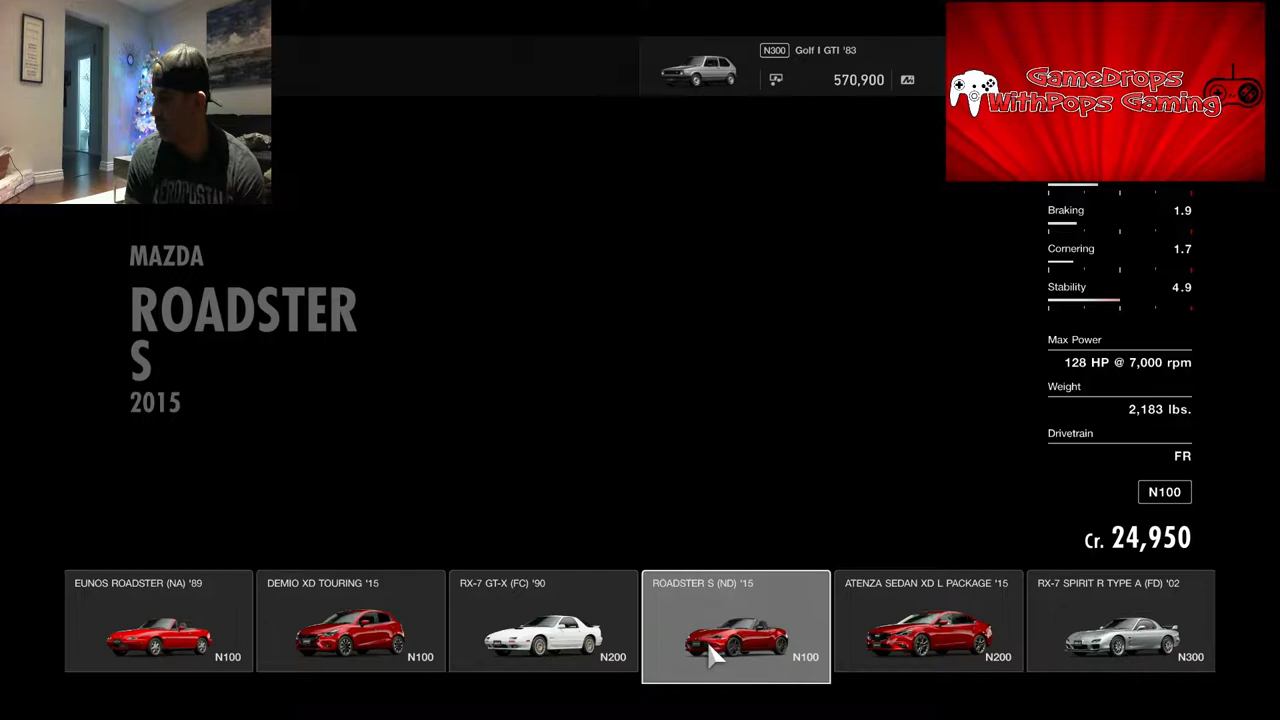 N300 Golf I GTI '83
570,900
GameDrops
WithPops Gaming
Braking 1.9
Cornering 1.7
Stability 4.9
Max Power
128 HP @ 7,000 rpm
Weight
2,183 lbs.
Drivetrain
FR
N100
Cr. 24,950
MAZDA
ROADSTER
S
2015
EUNOS ROADSTER (NA) '89
N100
DEMIO XD TOURING '15
N100
RX-7 GT-X (FC) '90
N200
ROADSTER S (ND) '15
N100
ATENZA SEDAN XD L PACKAGE '15
N200
RX-7 SPIRIT R TYPE A (FD) '02
N300